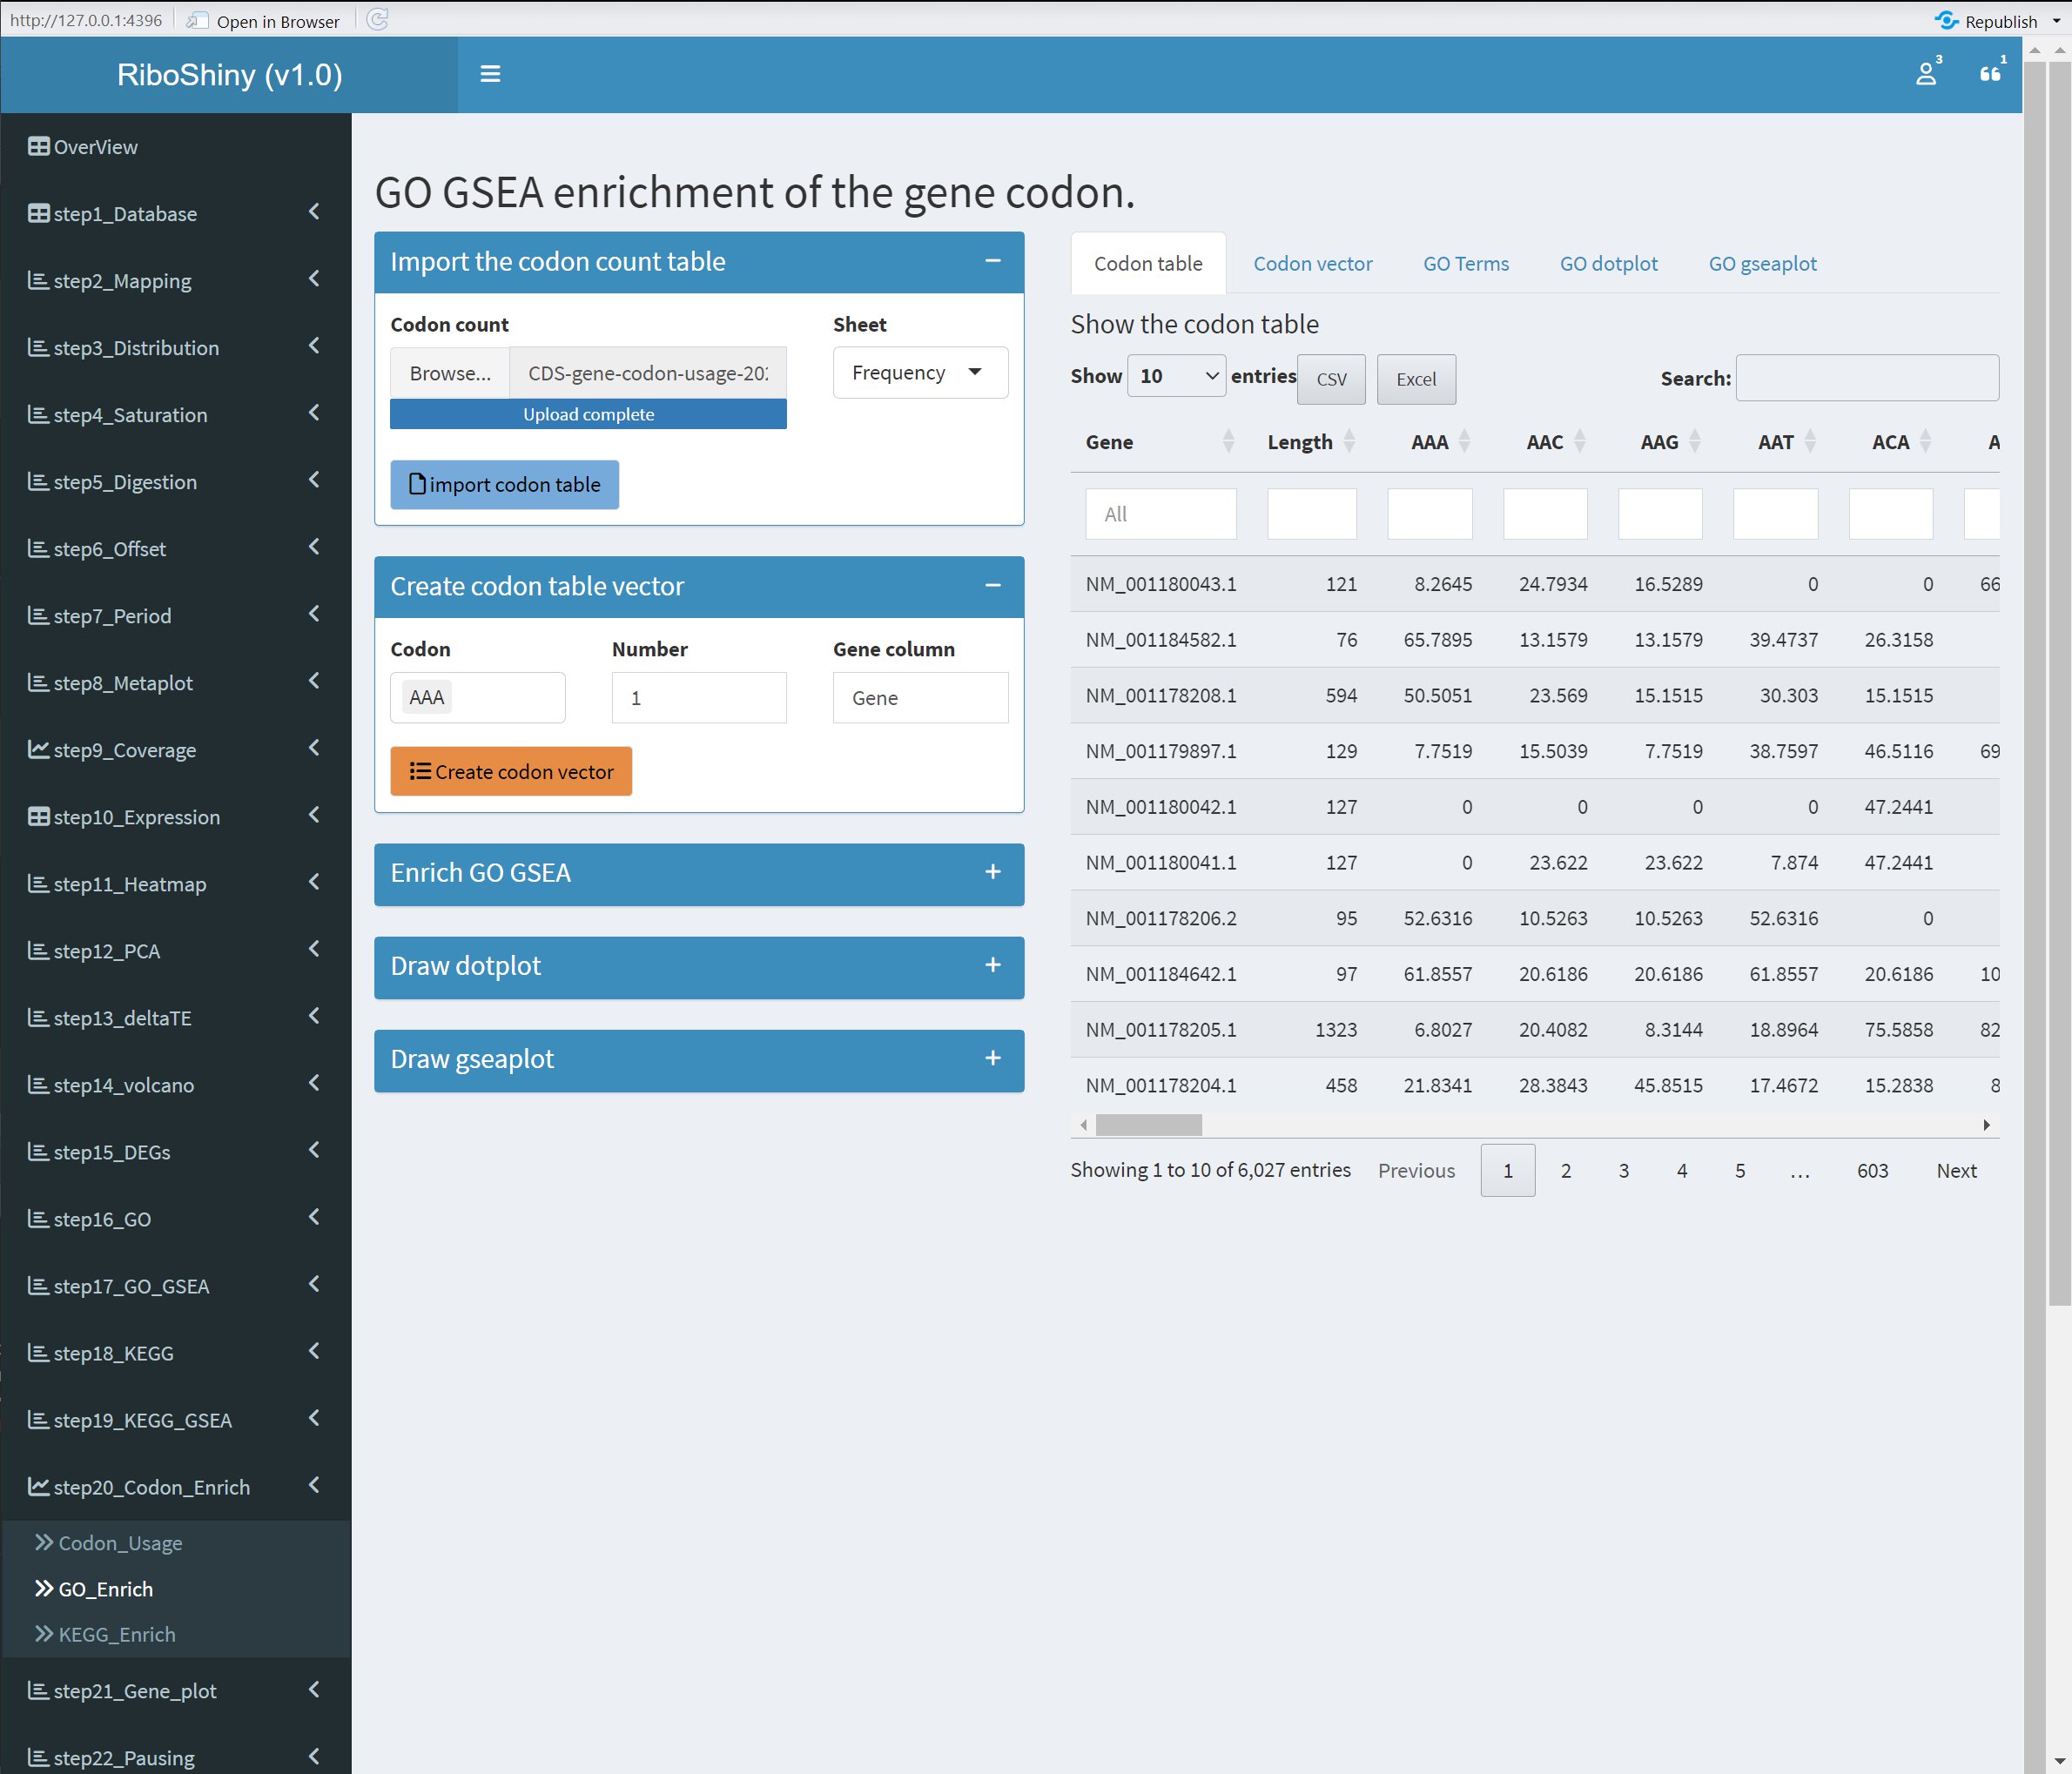 http://127.0.0.1:4396 Open in Browser Republish
RiboShiny (v1.0) 3 1
OverView
step1_Database
step2_Mapping
step3_Distribution
step4_Saturation
step5_Digestion
step6_Offset
step7_Period
step8_Metaplot
step9_Coverage
step10_Expression
step11_Heatmap
step12_PCA
step13_deltaTE
step14_volcano
step15_DEGs
step16_GO
step17_GO_GSEA
step18_KEGG
step19_KEGG_GSEA
step20_Codon_Enrich
Codon_Usage
GO_Enrich
KEGG_Enrich
step21_Gene_plot
step22_Pausing
GO GSEA enrichment of the gene codon.
Import the codon count table
Codon count Sheet
Browse... CDS-gene-codon-usage-202 Frequency
Upload complete
import codon table
Create codon table vector
Codon Number Gene column
AAA 1 Gene
Create codon vector
Enrich GO GSEA
Draw dotplot
Draw gseaplot
Codon table Codon vector GO Terms GO dotplot GO gseaplot
Show the codon table
Show 10 entries CSV Excel Search:
Gene Length AAA AAC AAG AAT ACA A
All
NM_001180043.1 121 8.2645 24.7934 16.5289 0 0 66
NM_001184582.1 76 65.7895 13.1579 13.1579 39.4737 26.3158
NM_001178208.1 594 50.5051 23.569 15.1515 30.303 15.1515
NM_001179897.1 129 7.7519 15.5039 7.7519 38.7597 46.5116 69
NM_001180042.1 127 0 0 0 0 47.2441
NM_001180041.1 127 0 23.622 23.622 7.874 47.2441
NM_001178206.2 95 52.6316 10.5263 10.5263 52.6316 0
NM_001184642.1 97 61.8557 20.6186 20.6186 61.8557 20.6186 10
NM_001178205.1 1323 6.8027 20.4082 8.3144 18.8964 75.5858 82
NM_001178204.1 458 21.8341 28.3843 45.8515 17.4672 15.2838 8
Showing 1 to 10 of 6,027 entries Previous 1 2 3 4 5 … 603 Next